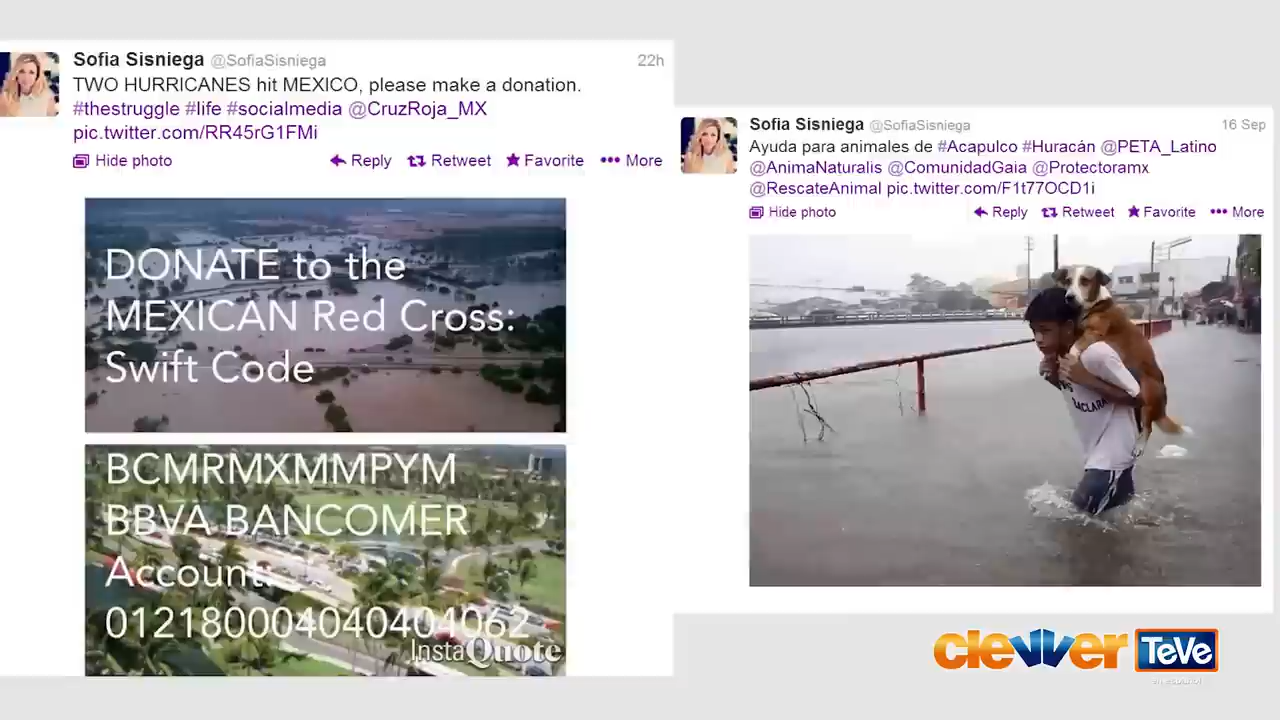 Sofia Sisniega @SofiaSisniega 22h
TWO HURRICANES hit MEXICO, please make a donation.
#thestruggle #life #socialmedia @CruzRoja_MX
pic.twitter.com/RR45rG1FMi
Hide photo Reply Retweet Favorite More
DONATE to the
MEXICAN Red Cross:
Swift Code
BCMRMXMMPYM
BBVA BANCOMER
Account:
012180004040404062
InstaQuote
Sofia Sisniega @SofiaSisniega 16 Sep
Ayuda para animales de #Acapulco #Huracán @PETA_Latino
@AnimaNaturalis @ComunidadGaia @Protectoramx
@RescateAnimal pic.twitter.com/F1t77OCD1i
Hide photo Reply Retweet Favorite More
BACLARAN
clevver TeVe
en español